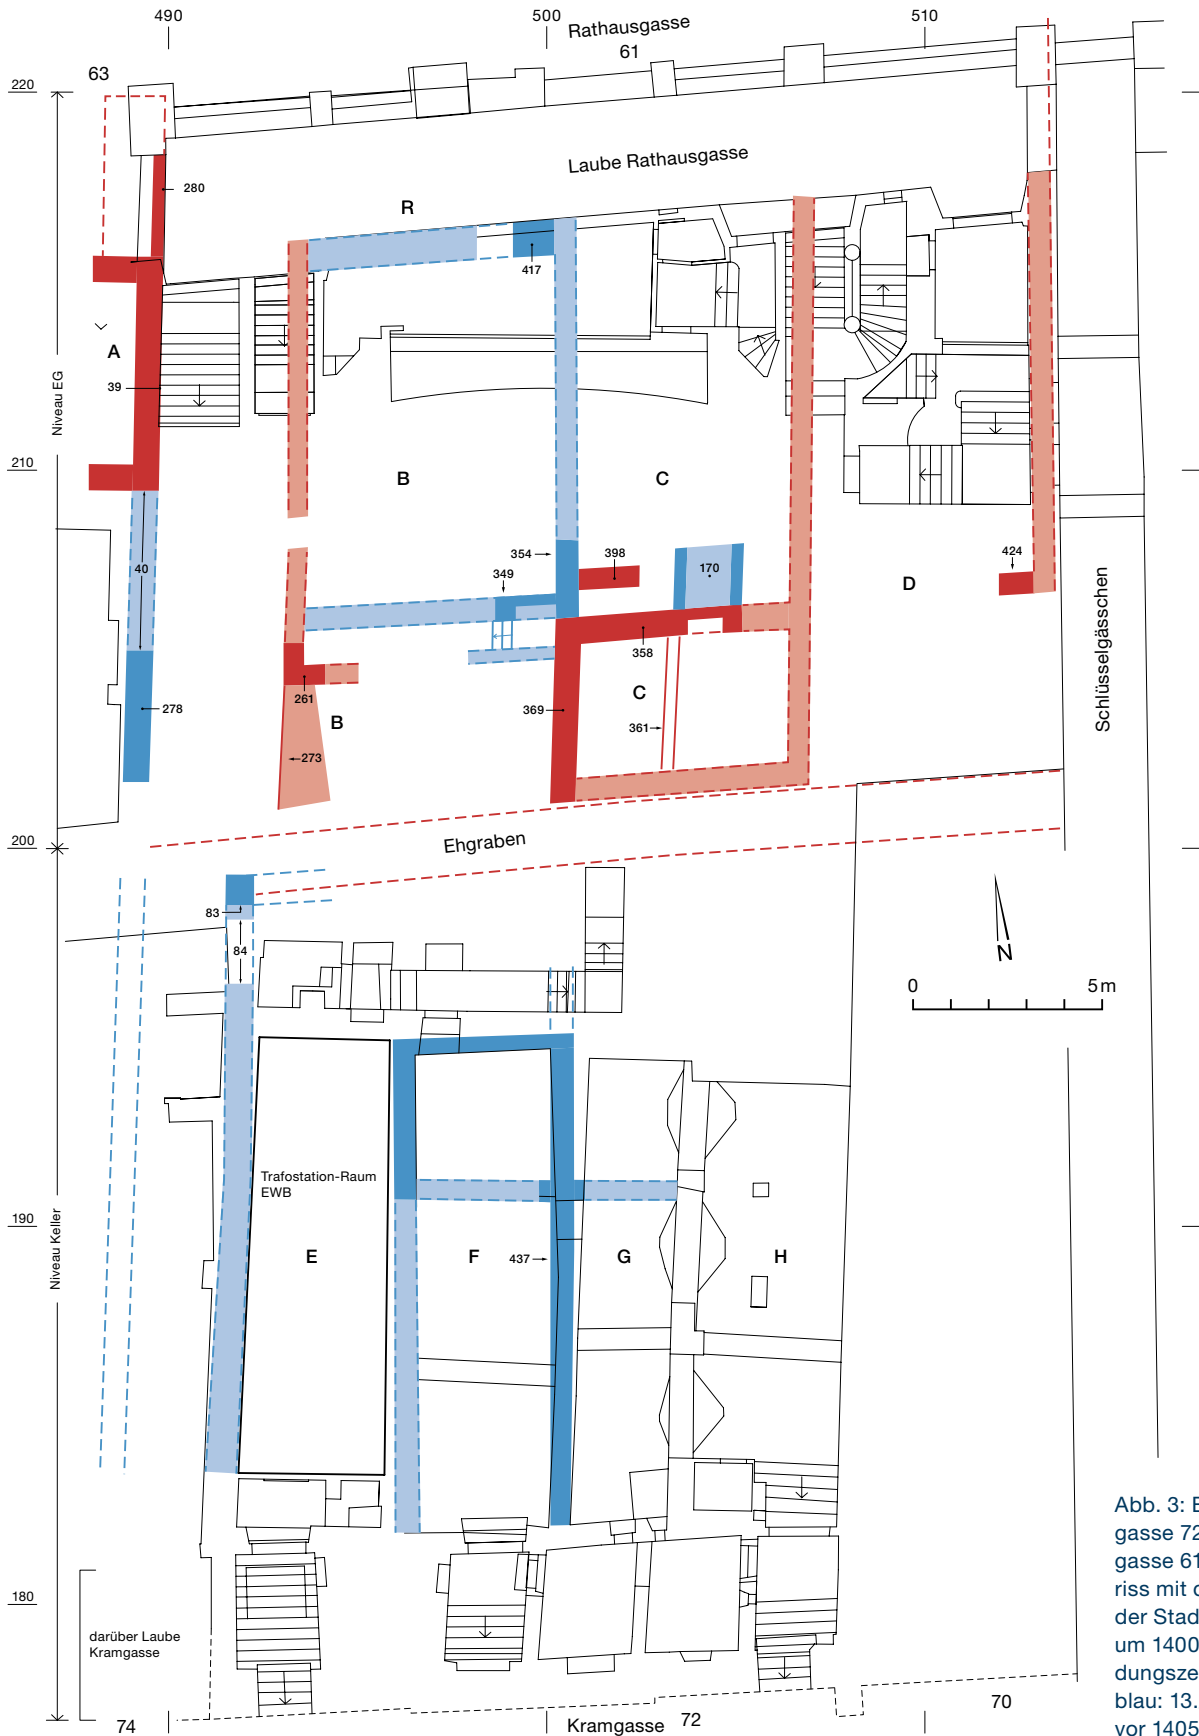 490
500
510
Rathausgasse
61
63
220
Laube Rathausgasse
280
R
417
A
39
Niveau EG
210
B
C
354
398
349
170
424
40
D
358
261
C
278
B
369
361
273
Schlüsselgässchen
200
Ehgraben
83
84
N
0
5m
Trafostation-Raum
EWB
190
Niveau Keller
E
F
437
G
H
180
darüber Laube
Kramgasse
74
Kramgasse
72
70
Abb. 3: B
gasse 72
gasse 61
riss mit d
der Stad
um 1400
dungsze
blau: 13.
vor 1405